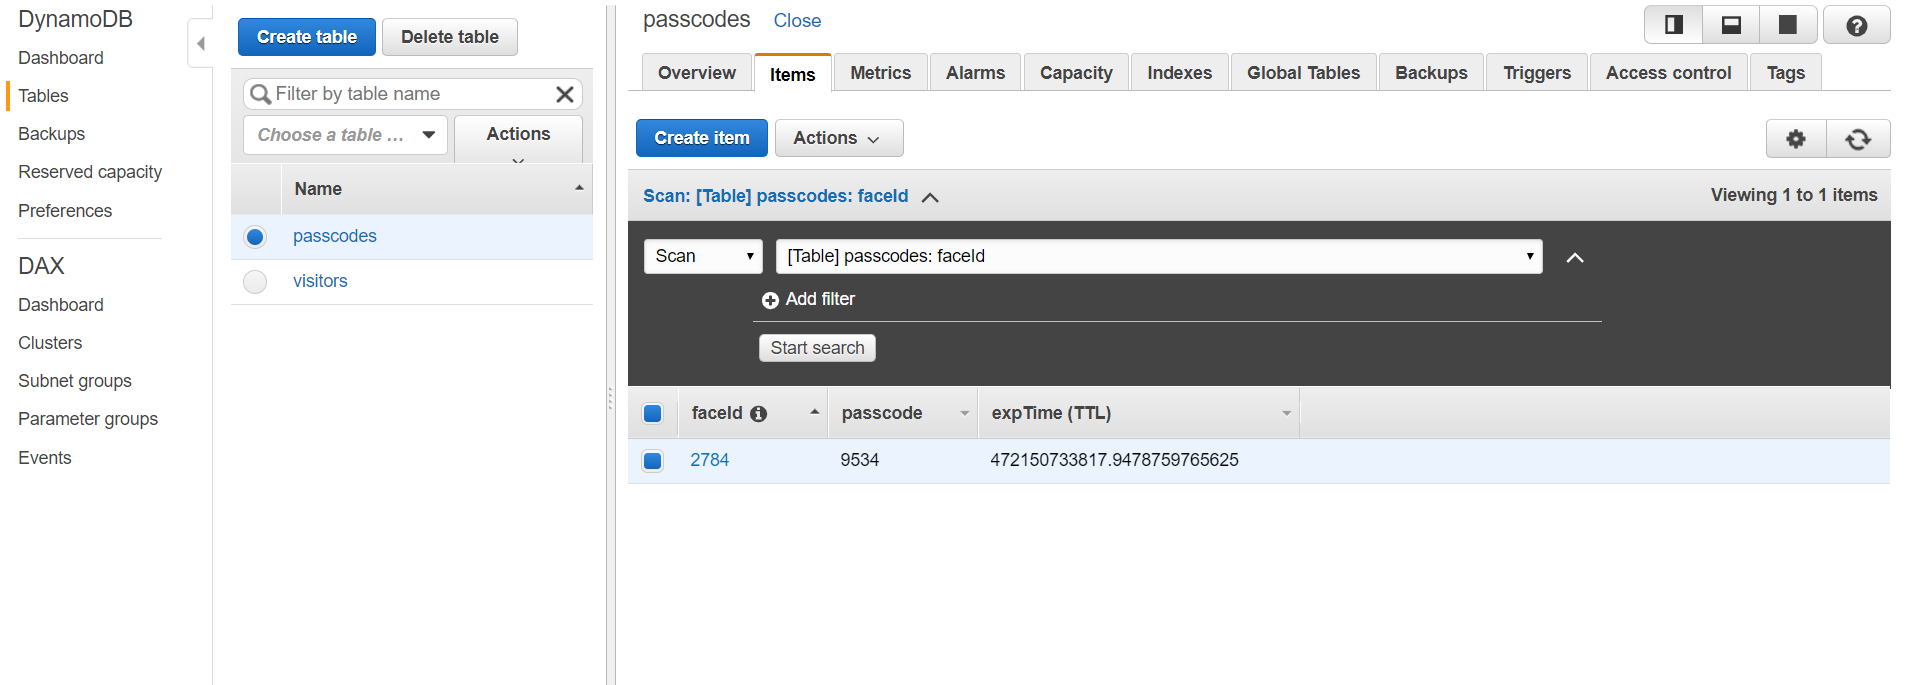 DynamoDB
Dashboard
Tables
Backups
Reserved capacity
Preferences
DAX
Dashboard
Clusters
Subnet groups
Parameter groups
Events
Create table Delete table
Filter by table name
Choose a table ... Actions
Name
passcodes
visitors
passcodes Close
Overview Items Metrics Alarms Capacity Indexes Global Tables Backups Triggers Access control Tags
Create item Actions
Scan: [Table] passcodes: faceId Viewing 1 to 1 items
Scan [Table] passcodes: faceId
Add filter
Start search
faceId passcode expTime (TTL)
2784 9534 472150733817.9478759765625